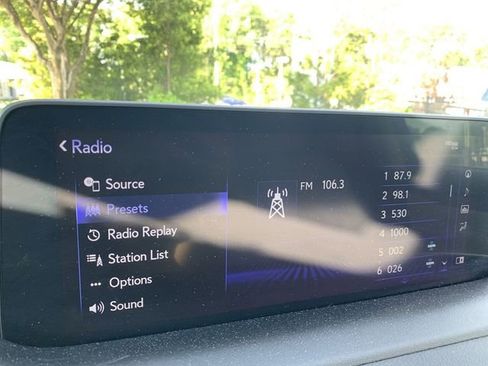 Radio
Source
Presets
Radio Replay
Station List
... Options
Sound
FM 106.3
1 87.9
2 98.1
3 530
4 1000
5 002
6 026